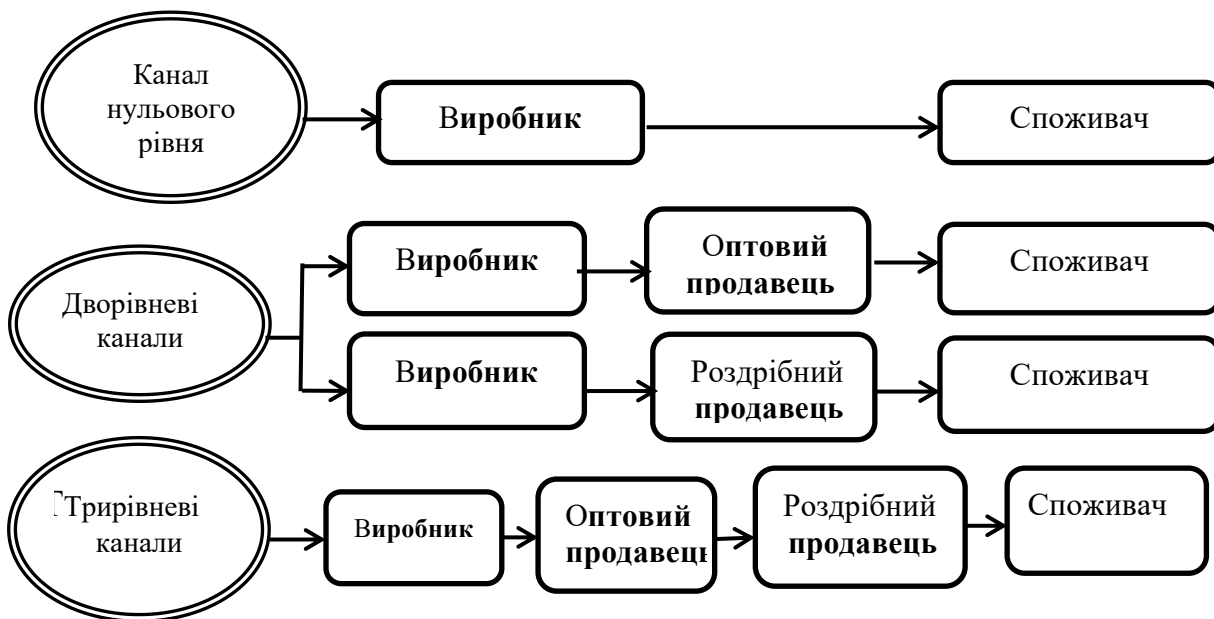 Канал
нульового
рівня
Виробник
Споживач
Дворівневі
канали
Виробник
Оптовий
продавець
Споживач
Виробник
Роздрібний
продавець
Споживач
Трирівневі
канали
Виробник
Оптовий
продавець
Роздрібний
продавець
Споживач